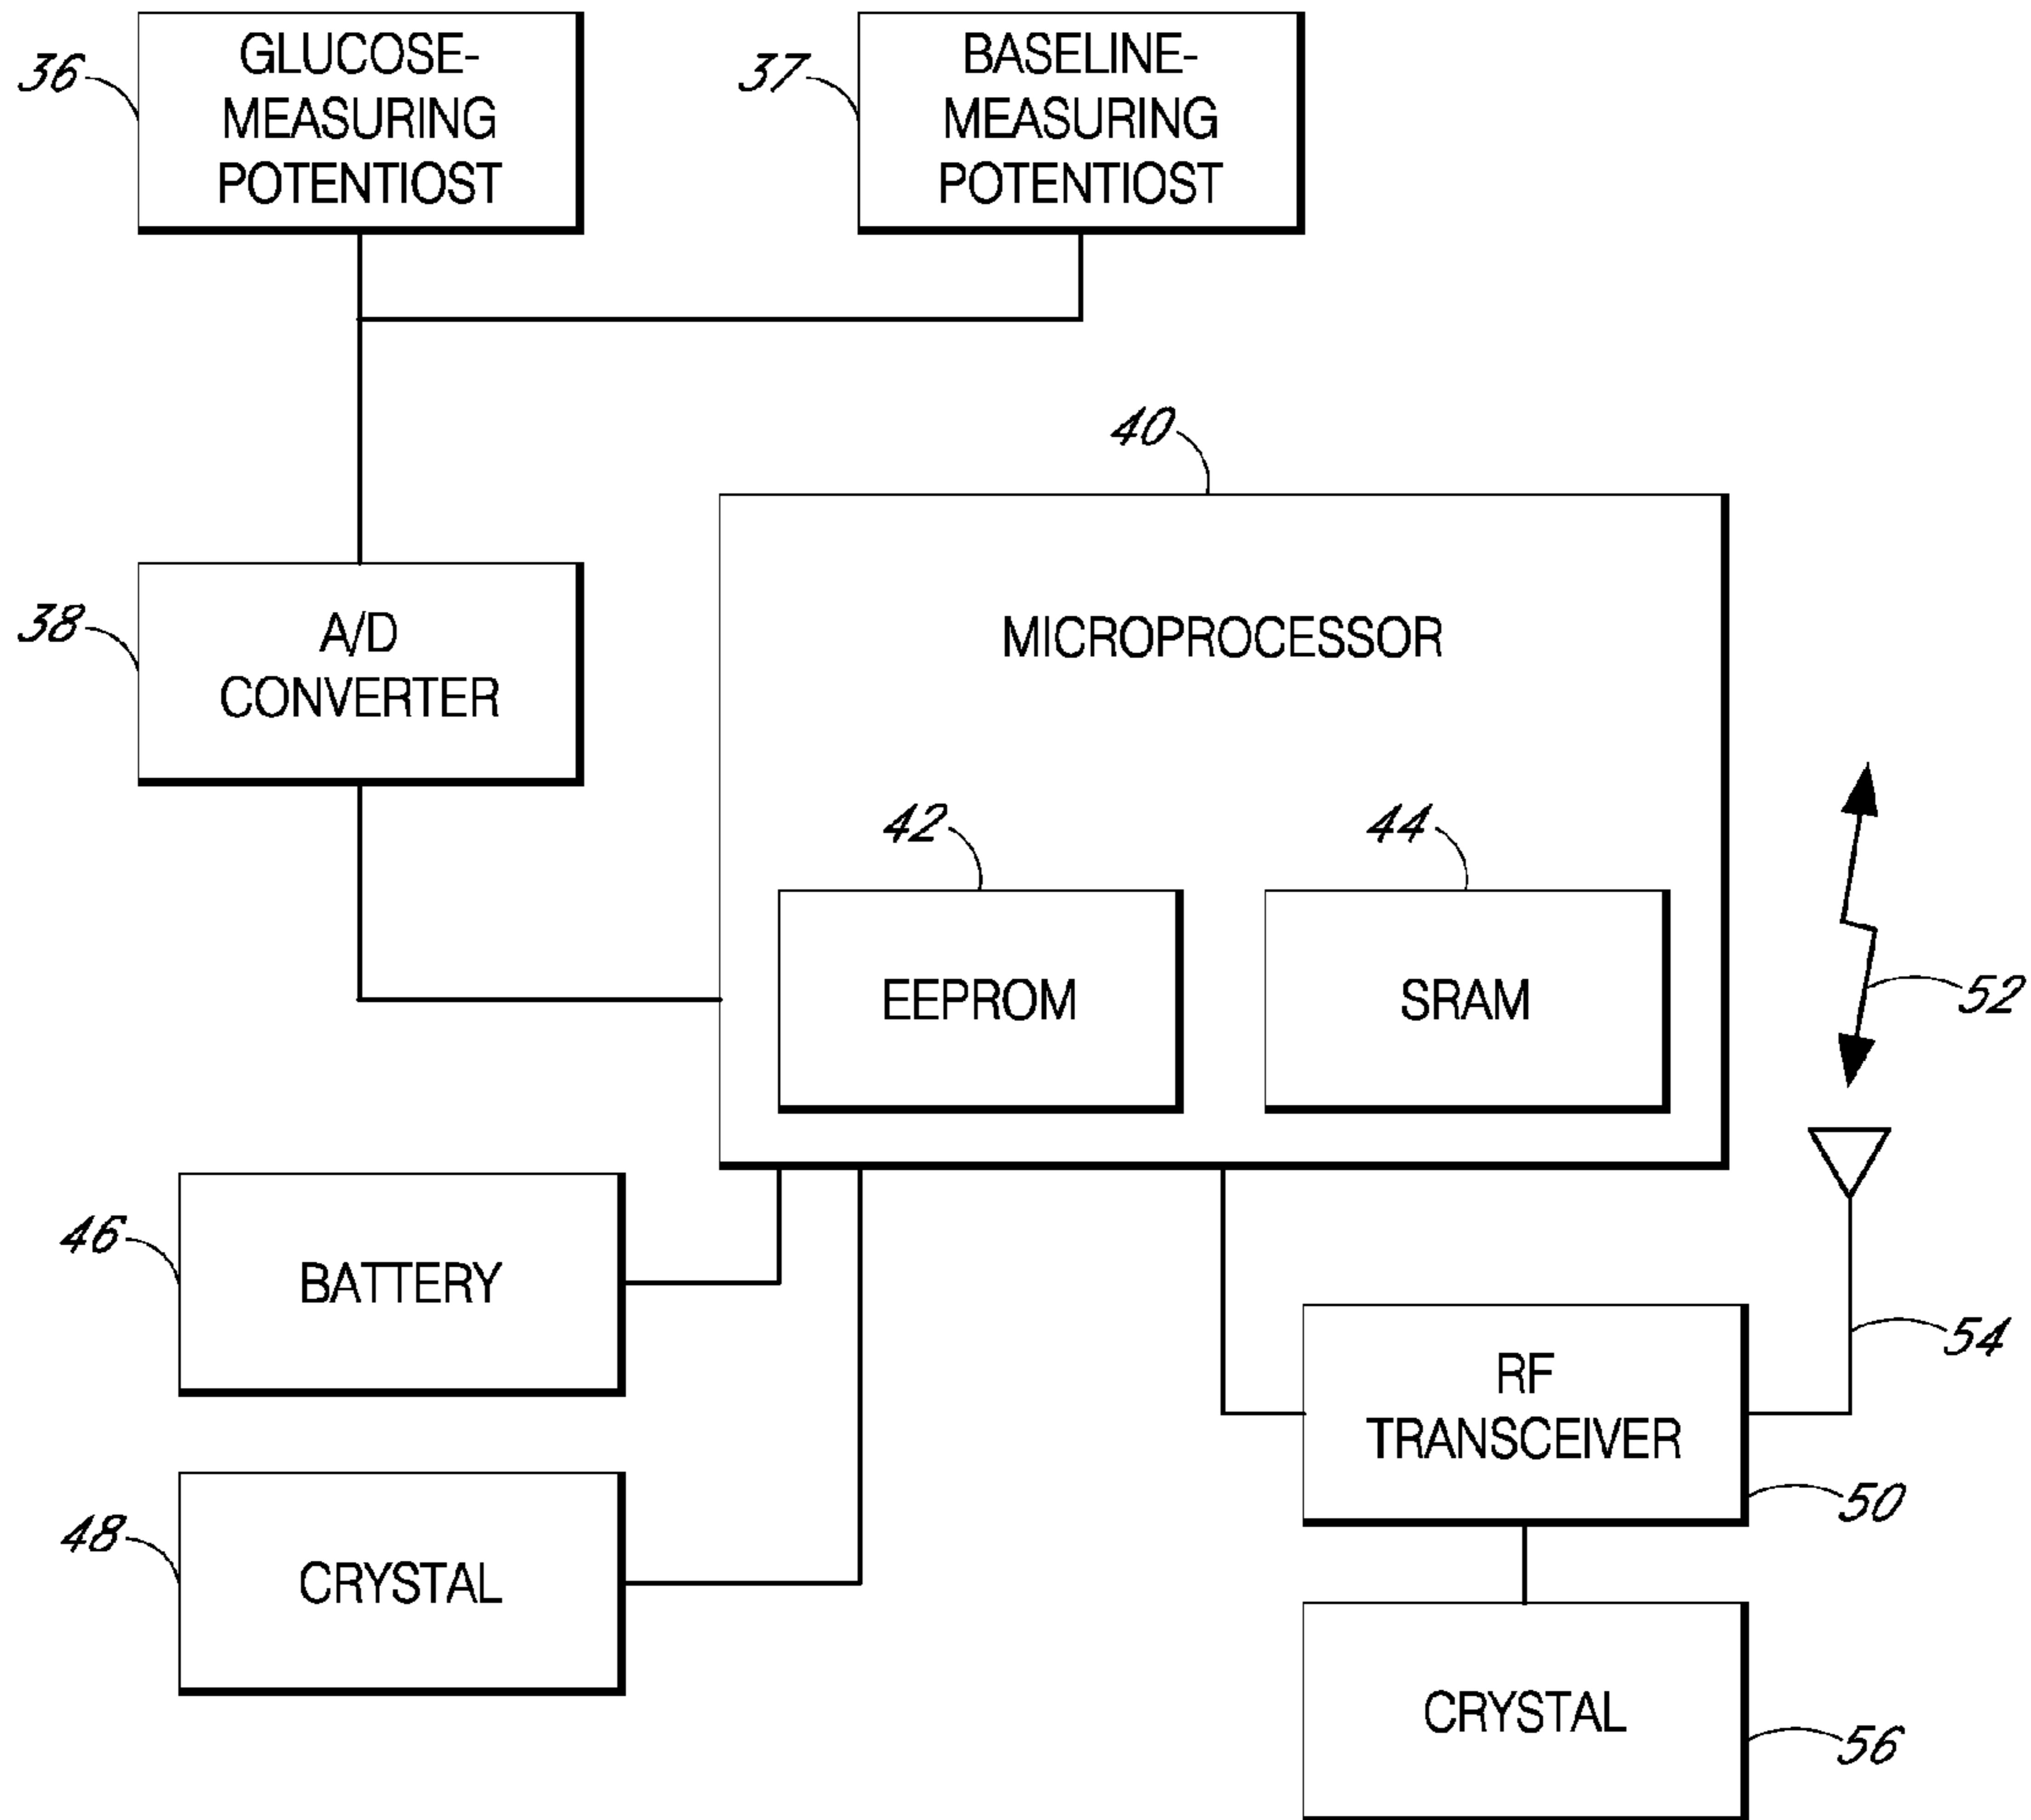 36
GLUCOSE-
MEASURING
POTENTIOST
37
BASELINE-
MEASURING
POTENTIOST
38
A/D
CONVERTER
40
MICROPROCESSOR
42
EEPROM
44
SRAM
52
46
BATTERY
54
RF
TRANSCEIVER
50
48
CRYSTAL
CRYSTAL
56